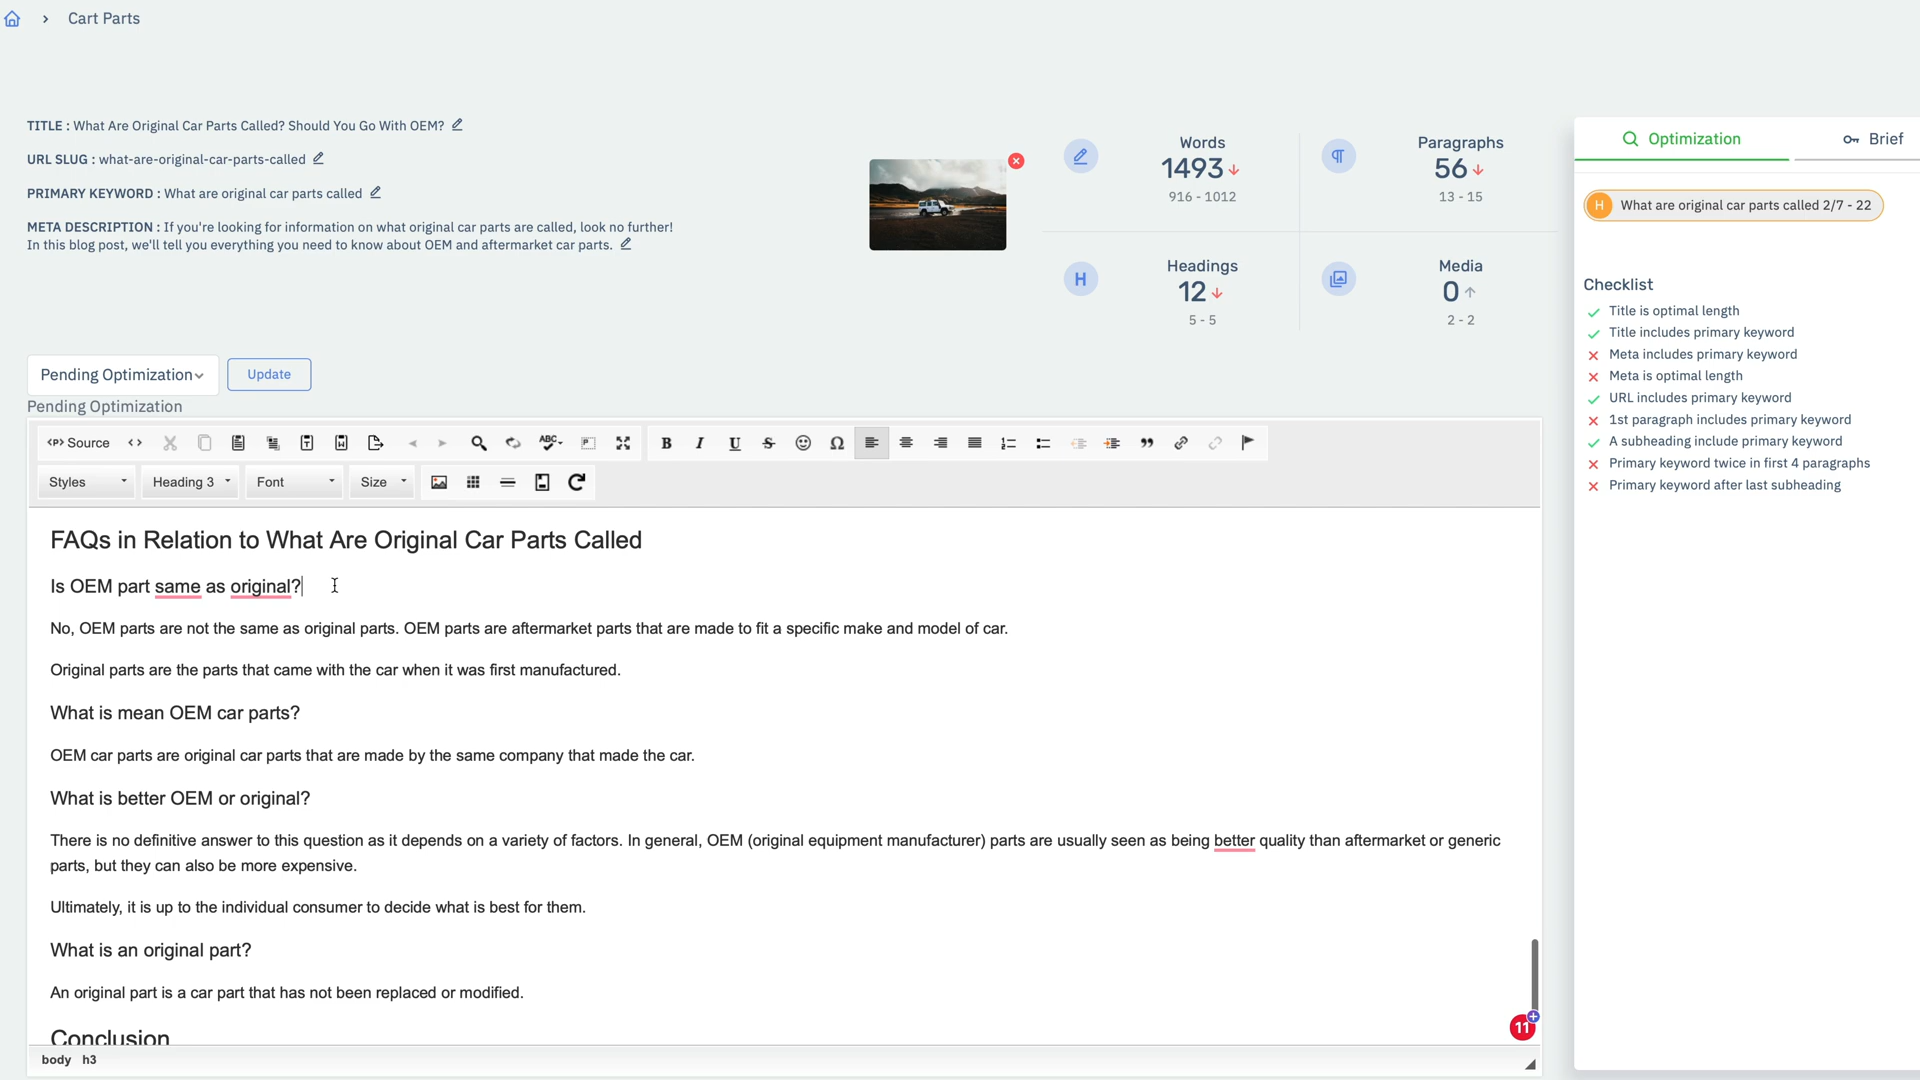 Cart Parts
TITLE : What Are Original Car Parts Called? Should You Go With OEM?
URL SLUG : what-are-original-car-parts-called
PRIMARY KEYWORD : What are original car parts called
META DESCRIPTION : If you're looking for information on what original car parts are called, look no further!
In this blog post, we'll tell you everything you need to know about OEM and aftermarket car parts.
Words
1493
916 - 1012
Paragraphs
56
13 - 15
H
Headings
12
5 - 5
Media
0
2 - 2
Optimization
Brief
H What are original car parts called 2/7 - 22
Checklist
Title is optimal length
Title includes primary keyword
Meta includes primary keyword
Meta is optimal length
URL includes primary keyword
1st paragraph includes primary keyword
A subheading include primary keyword
Primary keyword twice in first 4 paragraphs
Primary keyword after last subheading
Pending Optimization
Update
Pending Optimization
Source
ABC
B I U S Ω
Styles Heading 3 Font Size
FAQs in Relation to What Are Original Car Parts Called
Is OEM part same as original?
No, OEM parts are not the same as original parts. OEM parts are aftermarket parts that are made to fit a specific make and model of car.
Original parts are the parts that came with the car when it was first manufactured.
What is mean OEM car parts?
OEM car parts are original car parts that are made by the same company that made the car.
What is better OEM or original?
There is no definitive answer to this question as it depends on a variety of factors. In general, OEM (original equipment manufacturer) parts are usually seen as being better quality than aftermarket or generic
parts, but they can also be more expensive.
Ultimately, it is up to the individual consumer to decide what is best for them.
What is an original part?
An original part is a car part that has not been replaced or modified.
Conclusion
11
body h3